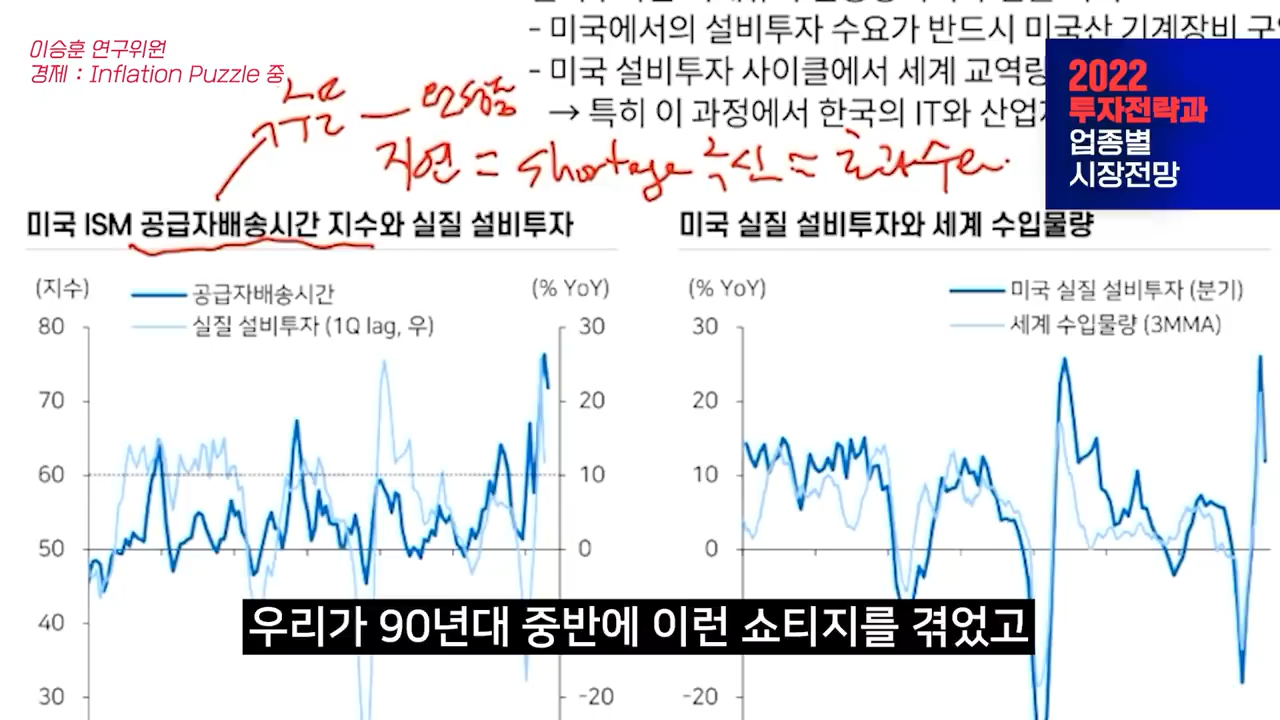 이승훈 연구위원
경제 : Inflation Puzzle 중
- 미국에서의 설비투자 수요가 반드시 미국산 기계장비
- 미국 설비투자 사이클에서 세계 교역량
→ 특히 이 과정에서 한국의 IT와
2022
투자전략과
업종별
시장전망
지연 = shortage = 초과수요
미국 ISM 공급자배송시간 지수와 실질 설비투자
(지수)
(% YoY)
공급자배송시간
실질 설비투자 (1Q lag, 우)
80
70
60
50
40
30
30
20
10
0
-20
미국 실질 설비투자와 세계 수입물량
(% YoY)
미국 실질 설비투자 (분기)
세계 수입물량 (3MMA)
30
20
10
0
-20
우리가 90년대 중반에 이런 쇼티지를 겪었고